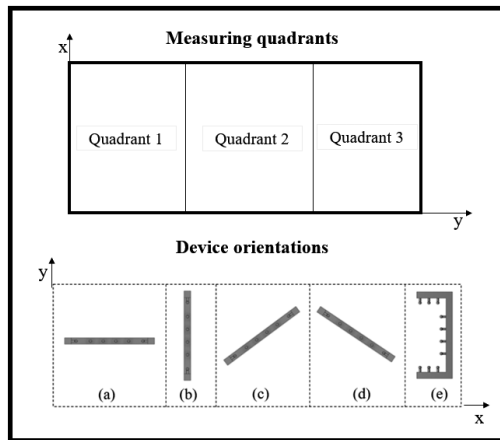 Measuring quadrants
x
Quadrant 1
Quadrant 2
Quadrant 3
y
Device orientations
y
(a)
(b)
(c)
(d)
(e)
x